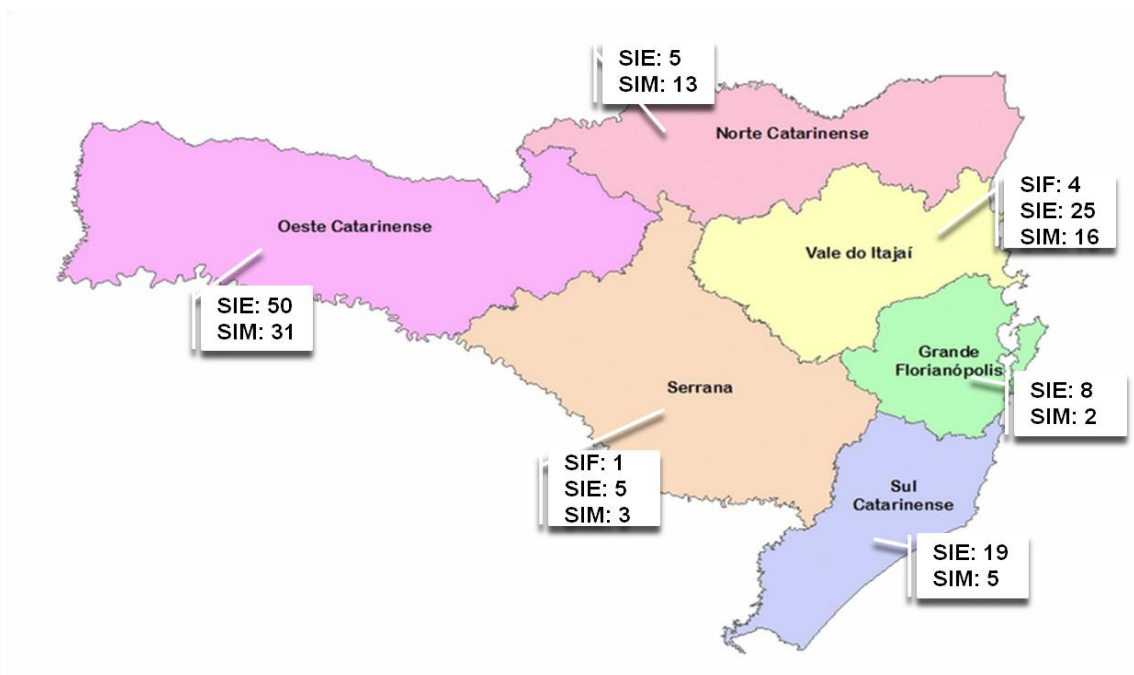 SIE: 5
SIM: 13
Norte Catarinense
SIF: 4
SIE: 25
SIM: 16
Oeste Catarinense
Vale do Itajaí
SIE: 50
SIM: 31
Grande
Florianópolis
SIE: 8
SIM: 2
Serrana
SIF: 1
SIE: 5
SIM: 3
Sul
Catarinense
SIE: 19
SIM: 5